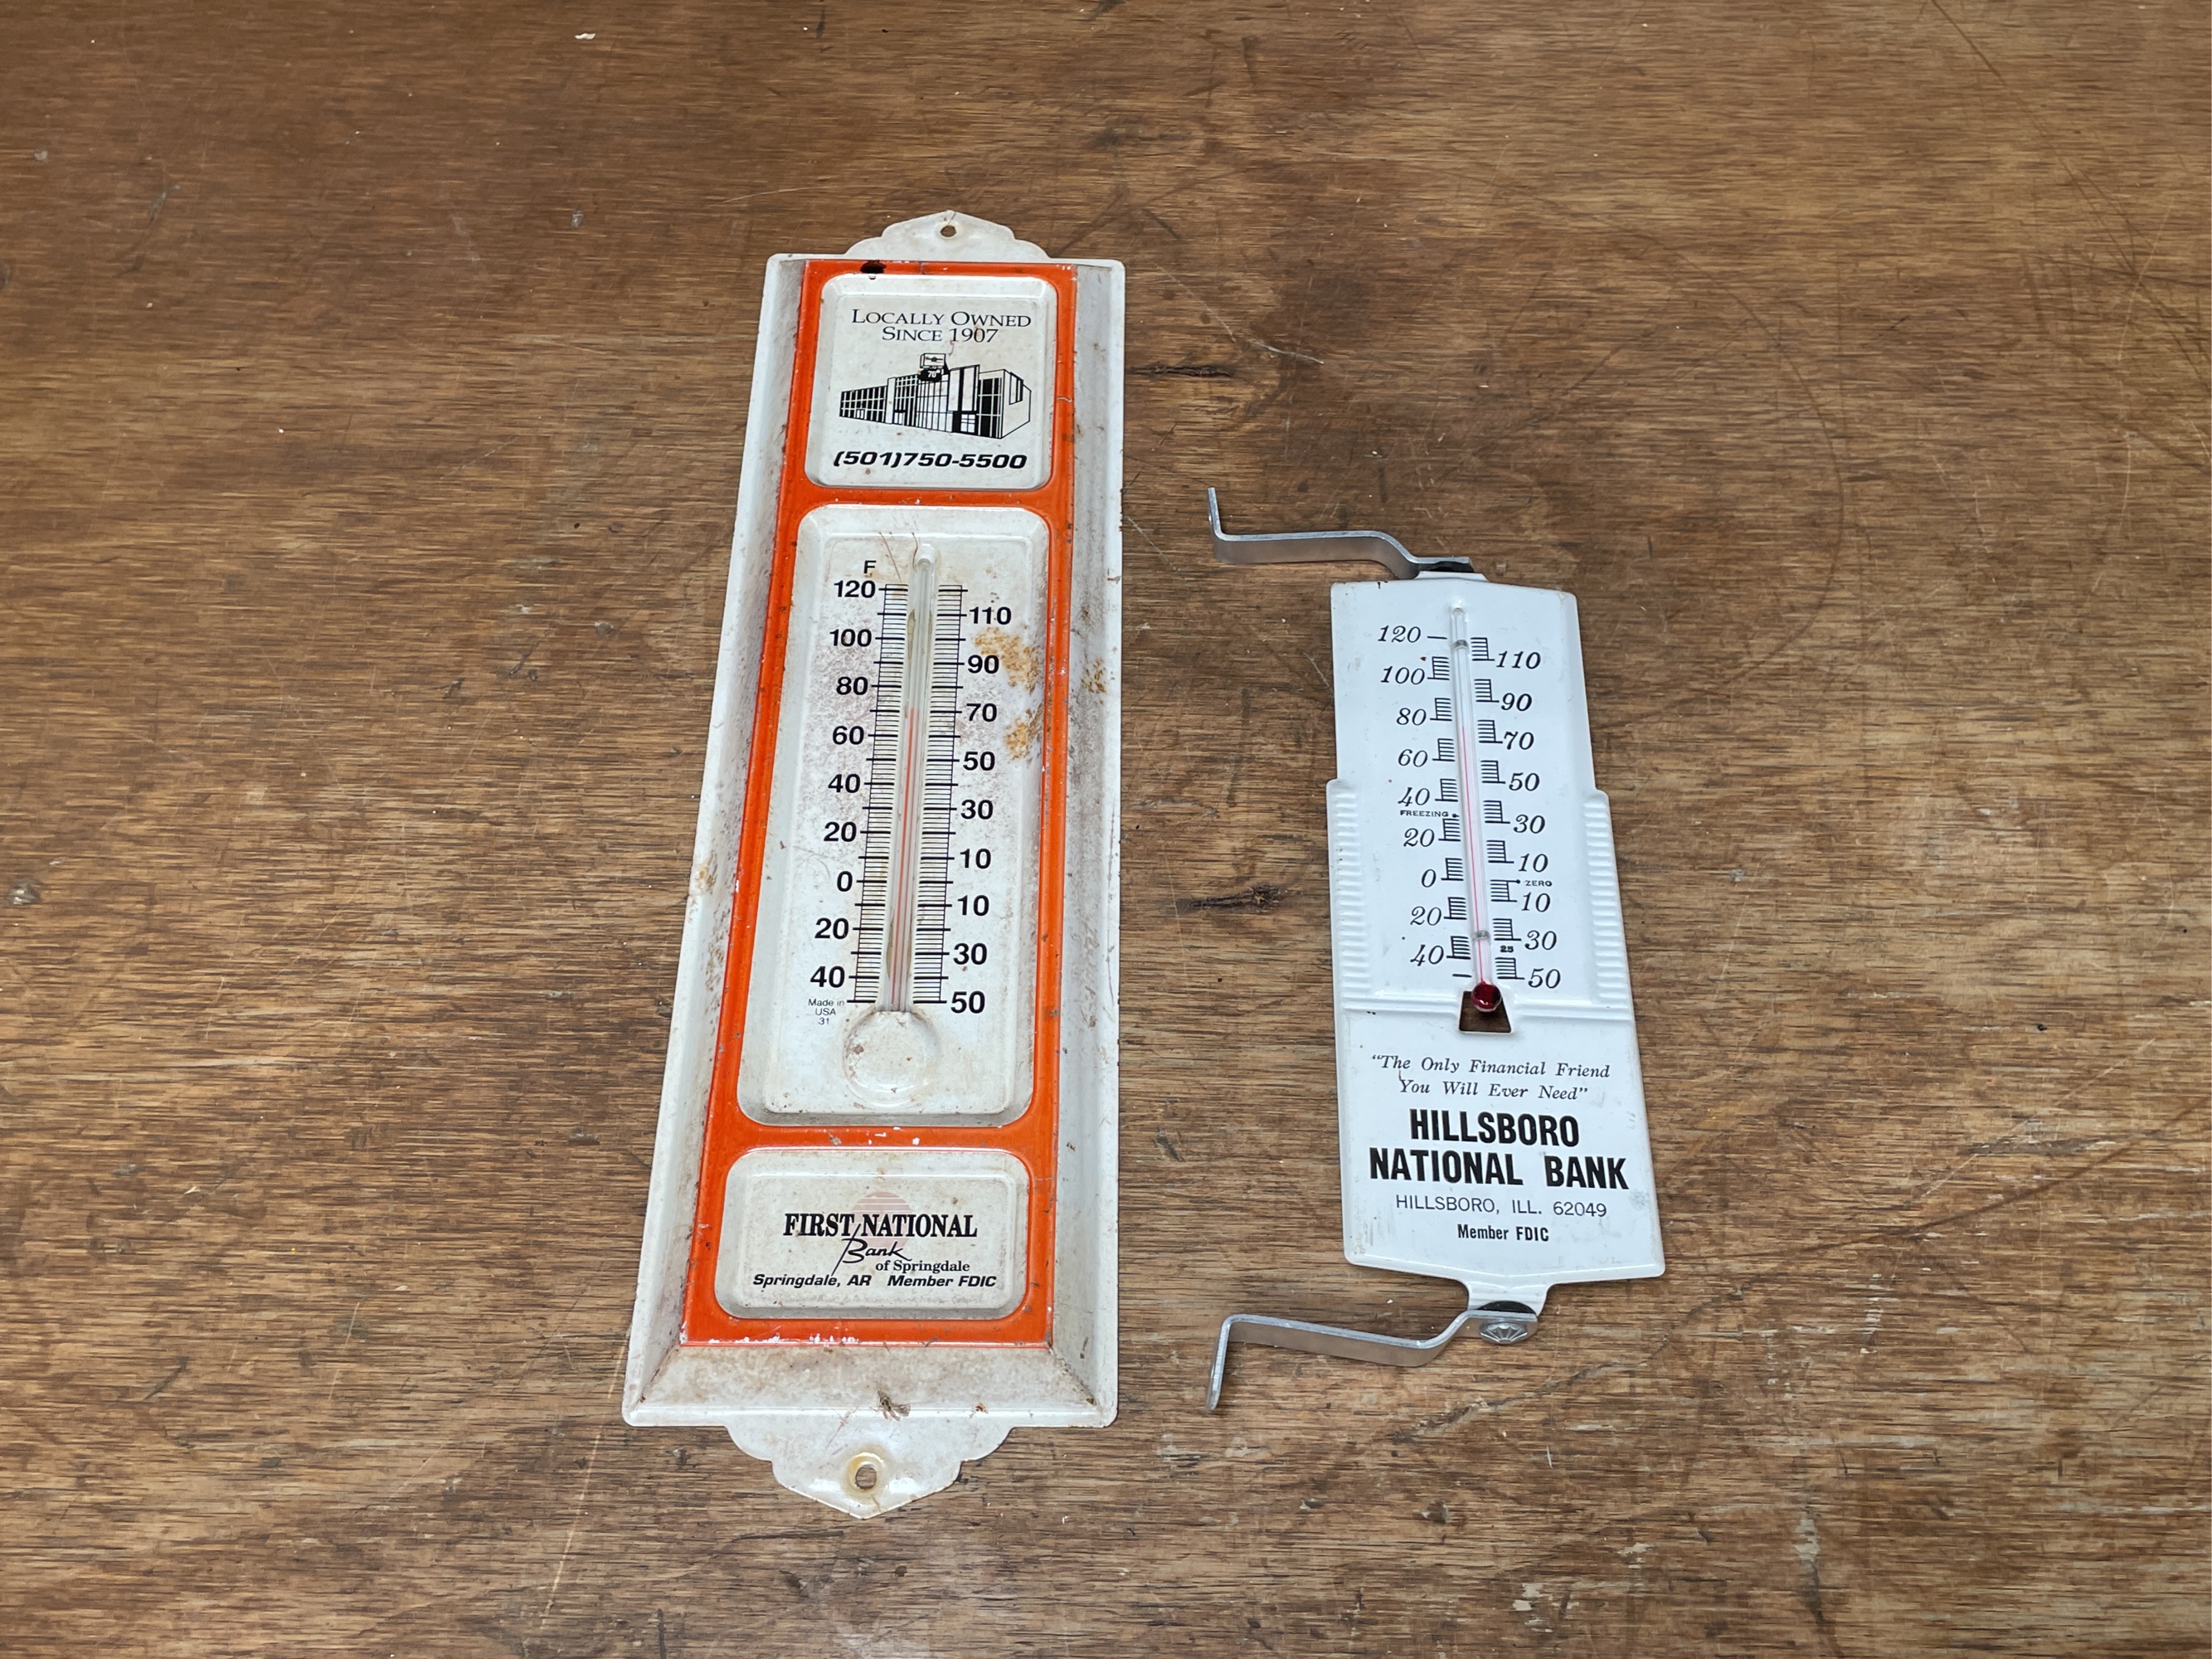 LOCALLY OWNED
SINCE 1907
70°
(501)750-5500
F
120
110
100
90
80
70
60
50
40
30
20
10
0
10
20
30
40
50
Made in
USA
31
FIRST NATIONAL
Bank
of Springdale
Springdale, AR Member FDIC
120
110
100
90
80
70
60
50
40
FREEZING
30
20
10
0
ZERO
10
20
30
25
40
50
"The Only Financial Friend
You Will Ever Need"
HILLSBORO
NATIONAL BANK
HILLSBORO, ILL. 62049
Member FDIC